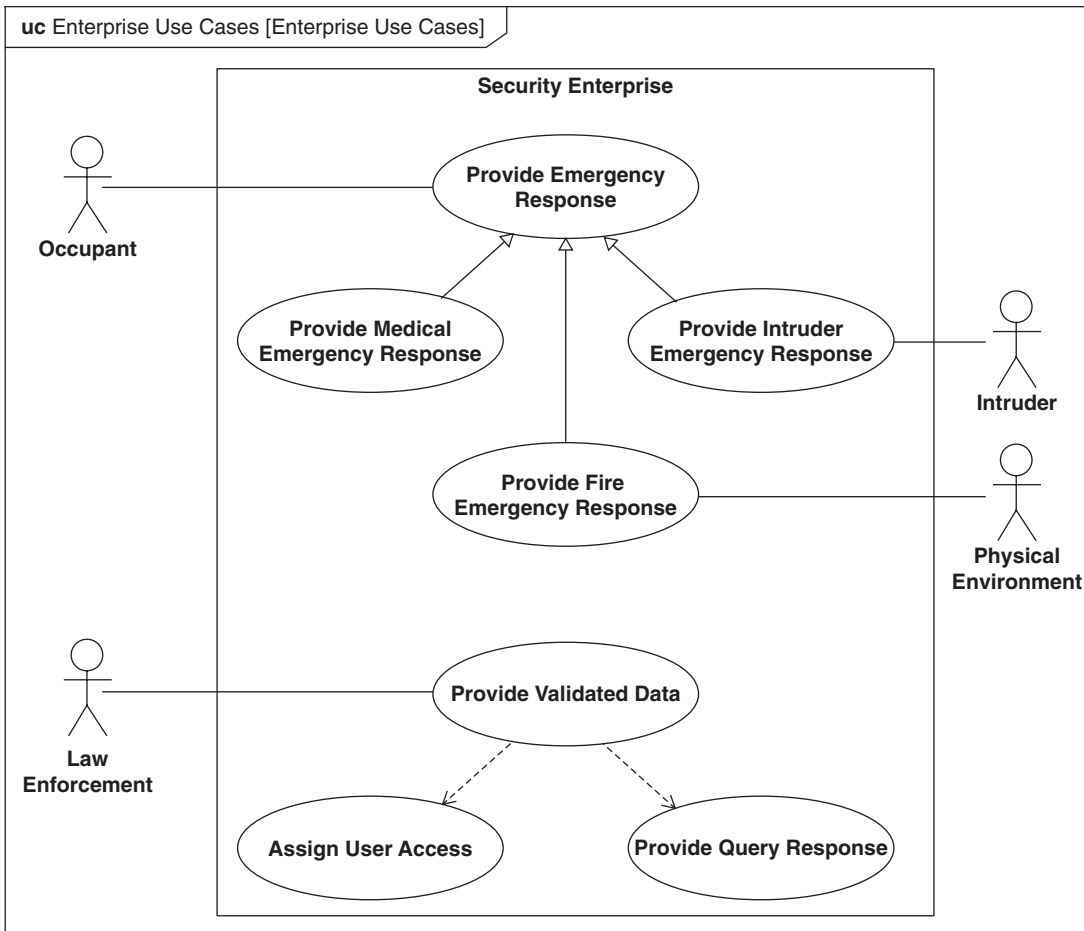 uc Enterprise Use Cases [Enterprise Use Cases]
Security Enterprise
Provide Emergency
Response
Occupant
Provide Medical
Emergency Response
Provide Intruder
Emergency Response
Intruder
Provide Fire
Emergency Response
Physical
Environment
Provide Validated Data
Law
Enforcement
Assign User Access
Provide Query Response